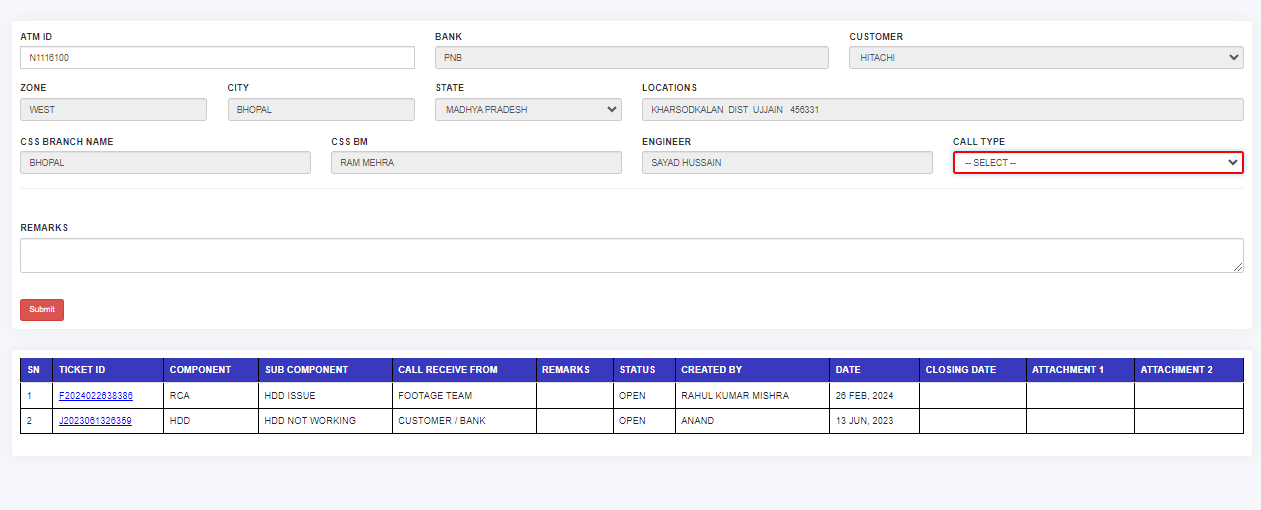 ATM ID BANK CUSTOMER
N1116100 PNB HITACHI
ZONE CITY STATE LOCATIONS
WEST BHOPAL MADHYA PRADESH KHARSODKALAN DIST UJJAIN 456331
CSS BRANCH NAME CSS BM ENGINEER CALL TYPE
BHOPAL RAM MEHRA SAYAD HUSSAIN -- SELECT --
REMARKS
Submit
SN TICKET ID COMPONENT SUB COMPONENT CALL RECEIVE FROM REMARKS STATUS CREATED BY DATE CLOSING DATE ATTACHMENT 1 ATTACHMENT 2
1 F2024022638386 RCA HDD ISSUE FOOTAGE TEAM OPEN RAHUL KUMAR MISHRA 26 FEB, 2024
2 J2023061326359 HDD HDD NOT WORKING CUSTOMER / BANK OPEN ANAND 13 JUN, 2023